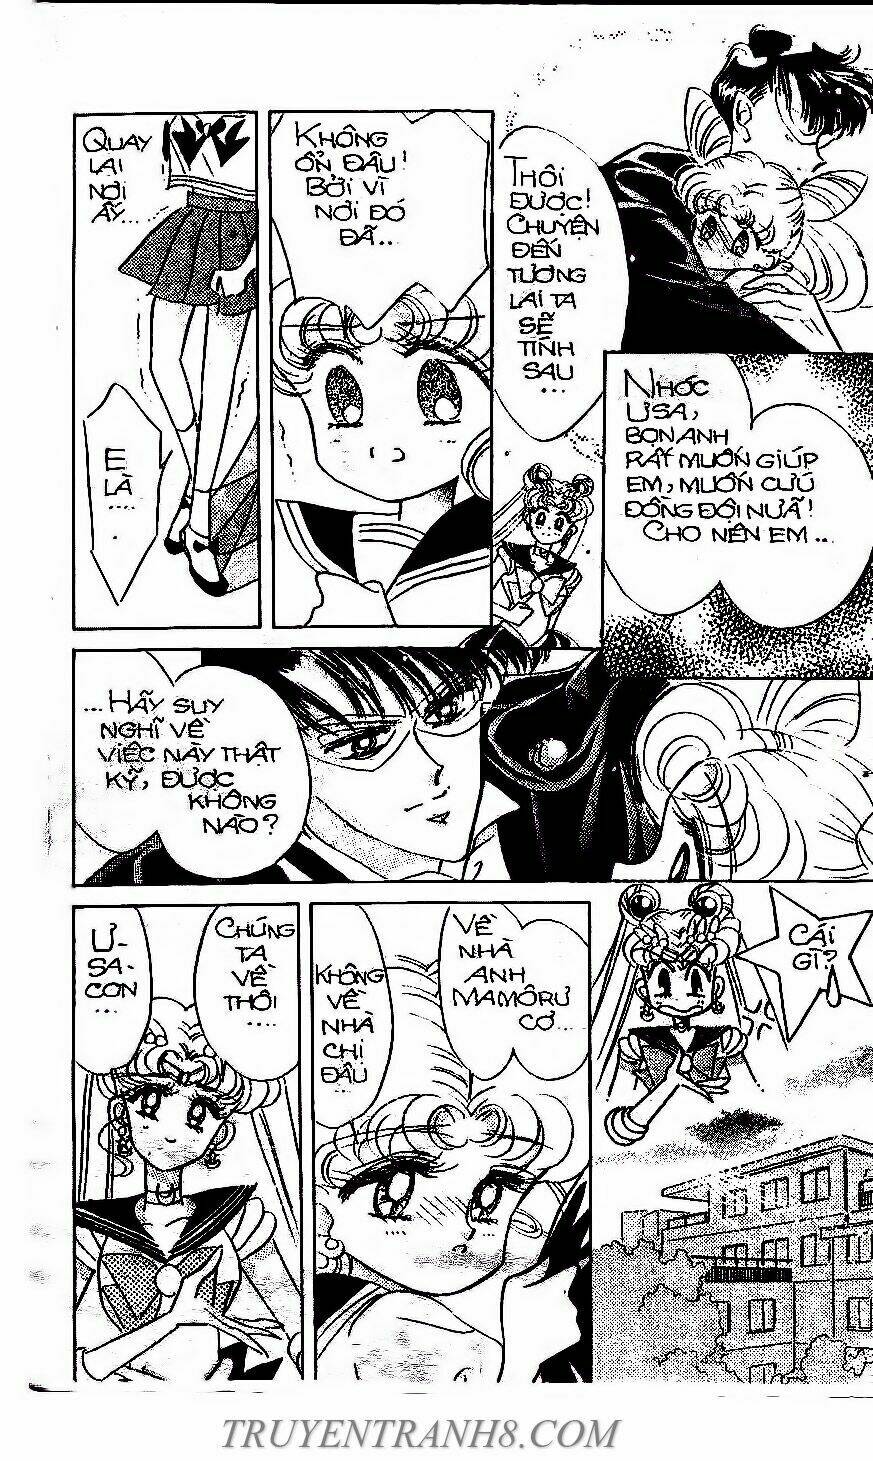 QUAY
LẠI
NƠI
ẤY...
E
LÀ
....
KHÔNG
ỔN ĐÂU!
BỞI VÌ
NƠI ĐÓ
ĐÃ...
THÔI
ĐƯỢC!
CHUYỆN
ĐẾN
TƯƠNG
LAI TA
SẼ
TÍNH
SAU
...
NHÓC
ƯSA,
BỌN ANH
RẤT MUỐN GIÚP
EM, MUỐN CỨU
ĐỒNG ĐỘI NỮA!
CHO NÊN EM...
...HÃY SUY
NGHĨ VỀ
VIỆC NÀY THẬT
KỸ, ĐƯỢC
KHÔNG
NÀO?
Ư-
SA-
CON
....
CHÚNG
TA
VỀ
THÔI
....
KHÔNG
VỀ
NHÀ
CHỊ
ĐÂU
VỀ
NHÀ
ANH
MAMÔRƯ
CƠ...
CÁI
GÌ?
TRUYENTRANH8.COM